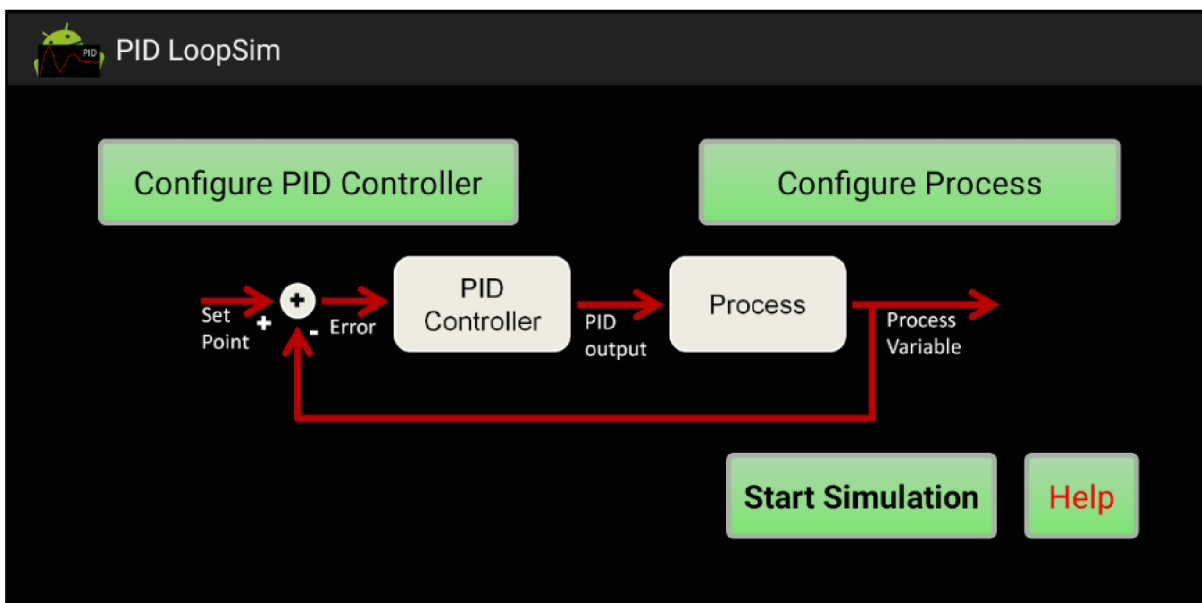 PID
PID LoopSim
Configure PID Controller
Configure Process
Set
Point
+
+
-
Error
PID
Controller
PID
output
Process
Process
Variable
Start Simulation
Help